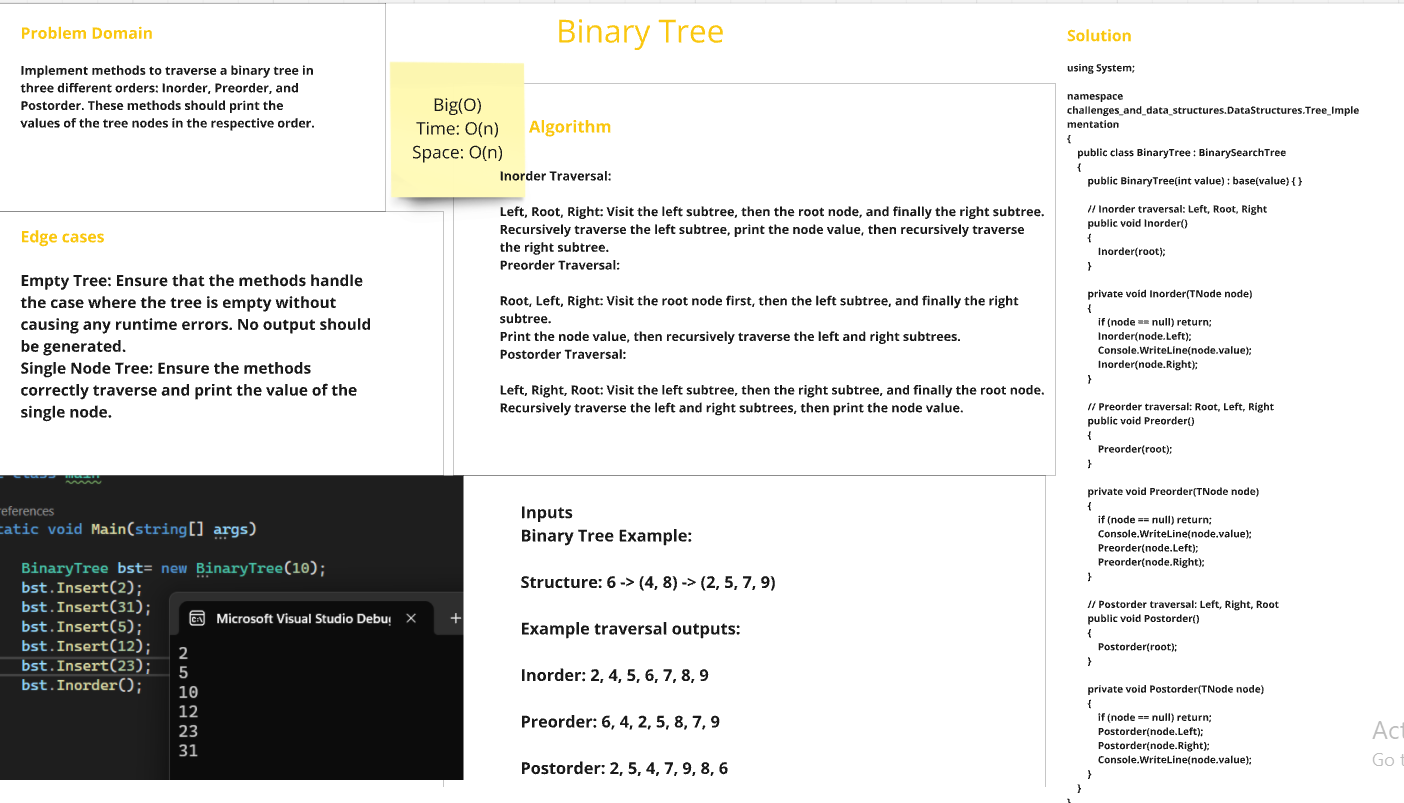 Problem Domain
Implement methods to traverse a binary tree in
three different orders: Inorder, Preorder, and
Postorder. These methods should print the
values of the tree nodes in the respective order.
Edge cases
Empty Tree: Ensure that the methods handle
the case where the tree is empty without
causing any runtime errors. No output should
be generated.
Single Node Tree: Ensure the methods
correctly traverse and print the value of the
single node.
Binary Tree
Big(O)
Time: O(n)
Space: O(n)
Algorithm
Inorder Traversal:
Left, Root, Right: Visit the left subtree, then the root node, and finally the right subtree.
Recursively traverse the left subtree, print the node value, then recursively traverse
the right subtree.
Preorder Traversal:
Root, Left, Right: Visit the root node first, then the left subtree, and finally the right
subtree.
Print the node value, then recursively traverse the left and right subtrees.
Postorder Traversal:
Left, Right, Root: Visit the left subtree, then the right subtree, and finally the root node.
Recursively traverse the left and right subtrees, then print the node value.
eferences
tatic void Main(string[] args)
BinaryTree bst= new BinaryTree(10);
bst.Insert(2);
bst.Insert(31);
bst.Insert(5);
bst.Insert(12);
bst.Insert(23);
bst.Inorder();
Microsoft Visual Studio Debu
2
5
10
12
23
31
Inputs
Binary Tree Example:
Structure: 6 -> (4, 8) -> (2, 5, 7, 9)
Example traversal outputs:
Inorder: 2, 4, 5, 6, 7, 8, 9
Preorder: 6, 4, 2, 5, 8, 7, 9
Postorder: 2, 5, 4, 7, 9, 8, 6
Solution
using System;
namespace
challenges_and_data_structures.DataStructures.Tree_Imple
mentation
{
public class BinaryTree : BinarySearchTree
{
public BinaryTree(int value) : base(value) { }
// Inorder traversal: Left, Root, Right
public void Inorder()
{
Inorder(root);
}
private void Inorder(TNode node)
{
if (node == null) return;
Inorder(node.Left);
Console.WriteLine(node.value);
Inorder(node.Right);
}
// Preorder traversal: Root, Left, Right
public void Preorder()
{
Preorder(root);
}
private void Preorder(TNode node)
{
if (node == null) return;
Console.WriteLine(node.value);
Preorder(node.Left);
Preorder(node.Right);
}
// Postorder traversal: Left, Right, Root
public void Postorder()
{
Postorder(root);
}
private void Postorder(TNode node)
{
if (node == null) return;
Postorder(node.Left);
Postorder(node.Right);
Console.WriteLine(node.value);
}
}
}
Act
Go t